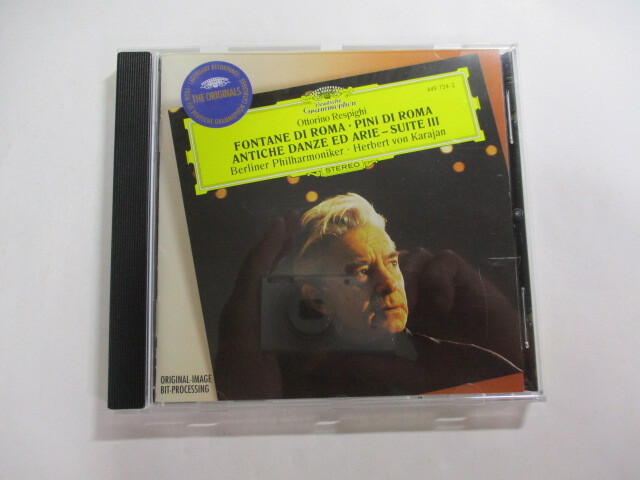 THE ORIGINALS
Deutsche
Grammophon
449 724-2
Ottorino Respighi
FONTANE DI ROMA · PINI DI ROMA
ANTICHE DANZE ED ARIE – SUITE III
Berliner Philharmoniker · Herbert von Karajan
STEREO
ORIGINAL-IMAGE
BIT-PROCESSING